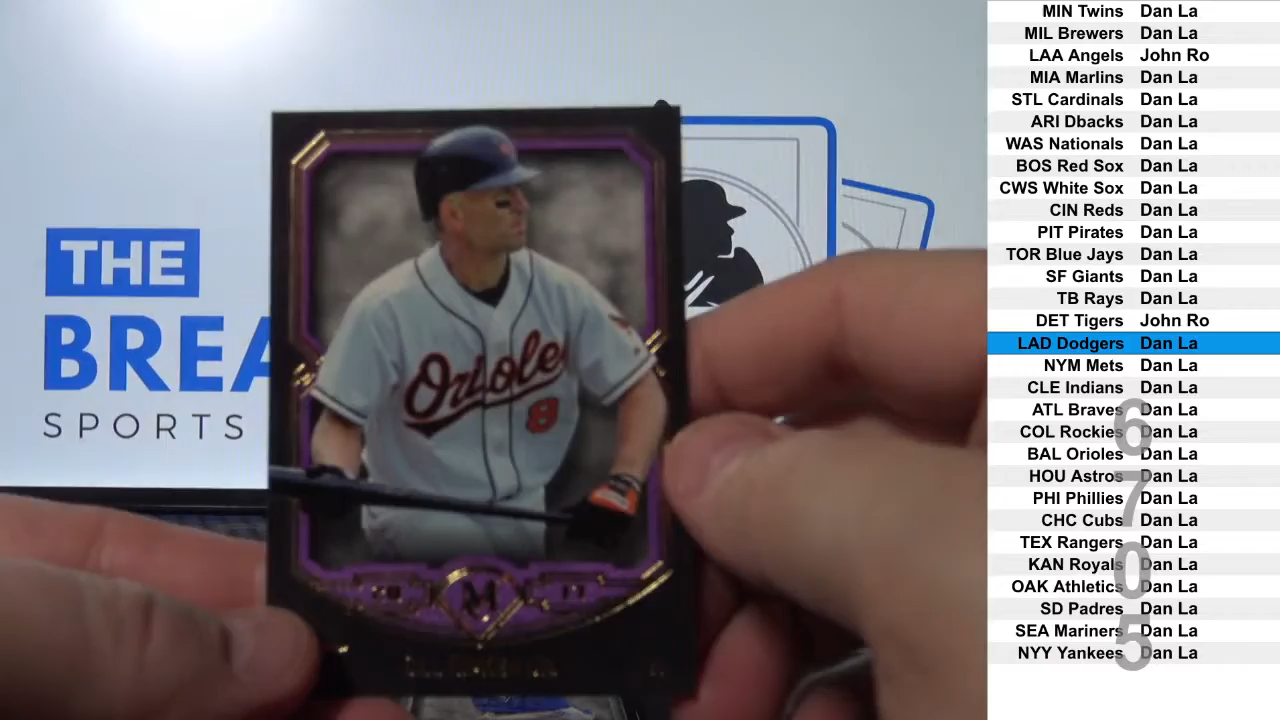 THE
BREA
SPORTS
Orioles
8
M
MIN Twins Dan La
MIL Brewers Dan La
LAA Angels John Ro
MIA Marlins Dan La
STL Cardinals Dan La
ARI Dbacks Dan La
WAS Nationals Dan La
BOS Red Sox Dan La
CWS White Sox Dan La
CIN Reds Dan La
PIT Pirates Dan La
TOR Blue Jays Dan La
SF Giants Dan La
TB Rays Dan La
DET Tigers John Ro
LAD Dodgers Dan La
NYM Mets Dan La
CLE Indians Dan La
ATL Braves Dan La
COL Rockies Dan La
BAL Orioles Dan La
HOU Astros Dan La
PHI Phillies Dan La
CHC Cubs Dan La
TEX Rangers Dan La
KAN Royals Dan La
OAK Athletics Dan La
SD Padres Dan La
SEA Mariners Dan La
NYY Yankees Dan La
6
7
0
5